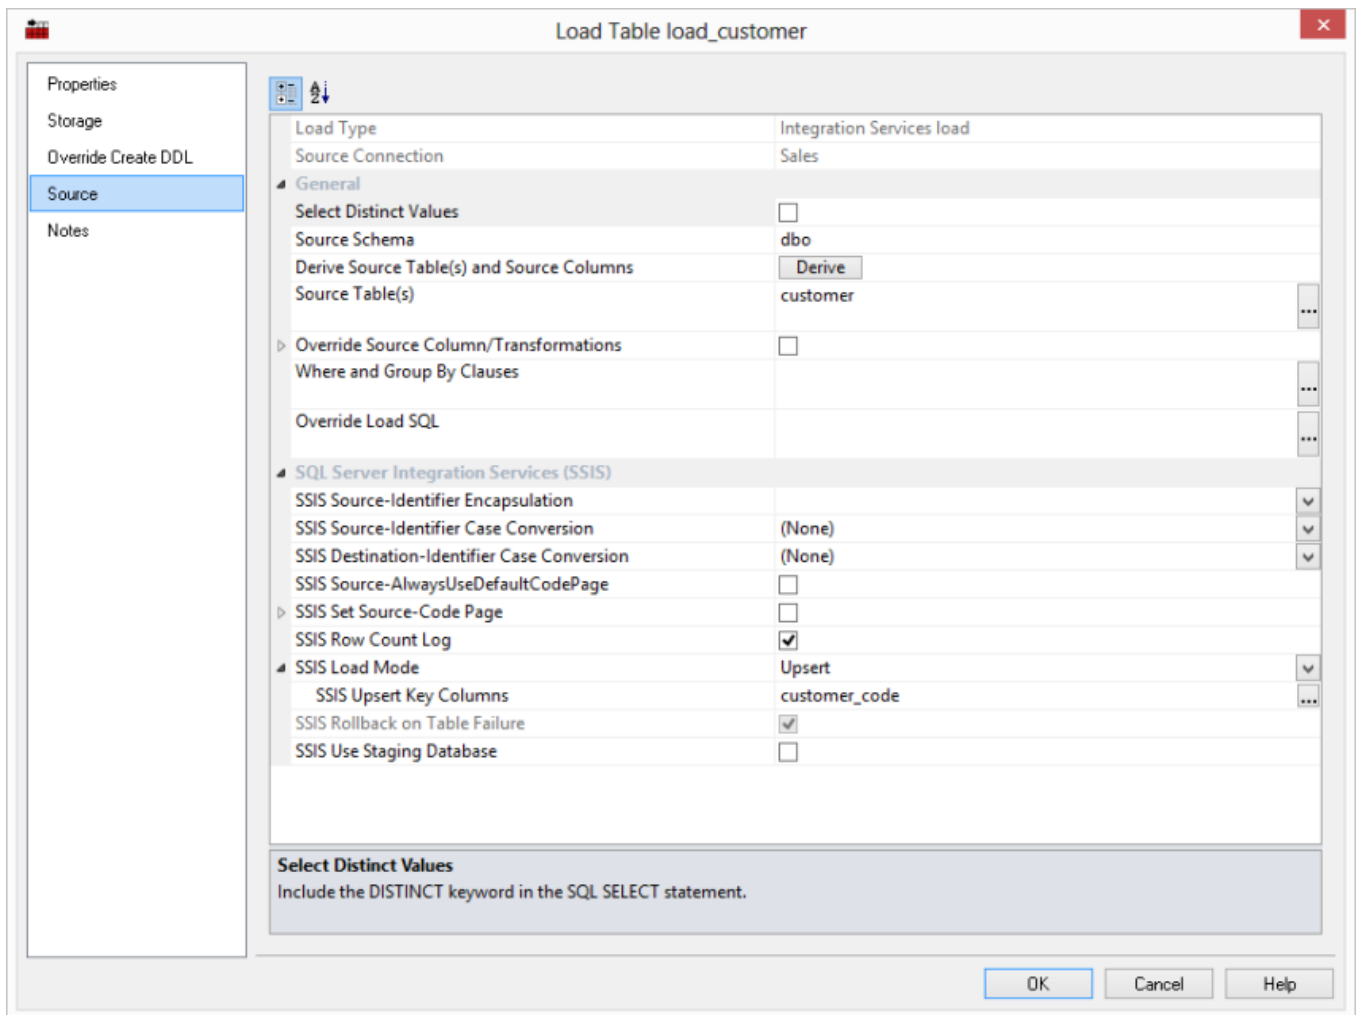 Load Table load_customer
Properties
Storage
Override Create DDL
Source
Notes
Load Type Integration Services load
Source Connection Sales
General
Select Distinct Values
Source Schema dbo
Derive Source Table(s) and Source Columns Derive
Source Table(s) customer
...
Override Source Column/Transformations
Where and Group By Clauses
...
Override Load SQL
...
SQL Server Integration Services (SSIS)
SSIS Source-Identifier Encapsulation
SSIS Source-Identifier Case Conversion (None)
SSIS Destination-Identifier Case Conversion (None)
SSIS Source-AlwaysUseDefaultCodePage
SSIS Set Source-Code Page
SSIS Row Count Log
SSIS Load Mode Upsert
SSIS Upsert Key Columns customer_code ...
SSIS Rollback on Table Failure
SSIS Use Staging Database
Select Distinct Values
Include the DISTINCT keyword in the SQL SELECT statement.
OK Cancel Help